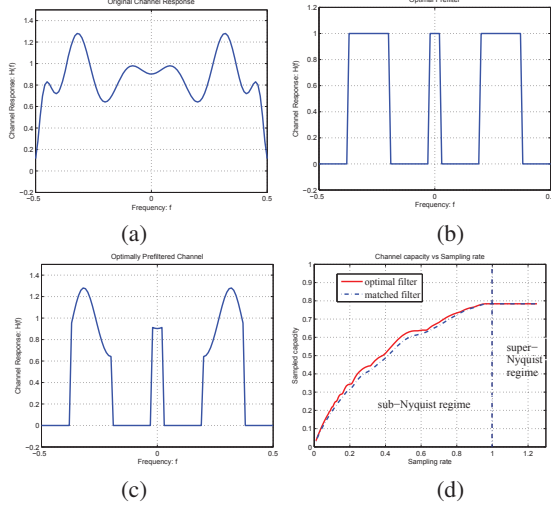 Original Channel Response
Channel Response: H(f)
1.4
1.2
1
0.8
0.6
0.4
0.2
0
−0.2
−0.5
0
0.5
Frequency: f
(a)
Optimal Prefilter
Channel Response: H(f)
1.2
1
0.8
0.6
0.4
0.2
0
−0.2
−0.5
0
0.5
Frequency: f
(b)
Optimally Prefiltered Channel
Channel Response: H(f)
1.4
1.2
1
0.8
0.6
0.4
0.2
0
−0.2
−0.5
0
0.5
Frequency: f
(c)
Channel capacity vs Sampling rate
Sampled capacity
1
0.9
0.8
0.7
0.6
0.5
0.4
0.3
0.2
0.1
0
optimal filter
matched filter
super−
Nyquist
regime
sub−Nyquist regime
0
0.2
0.4
0.6
0.8
1
1.2
Sampling rate
(d)